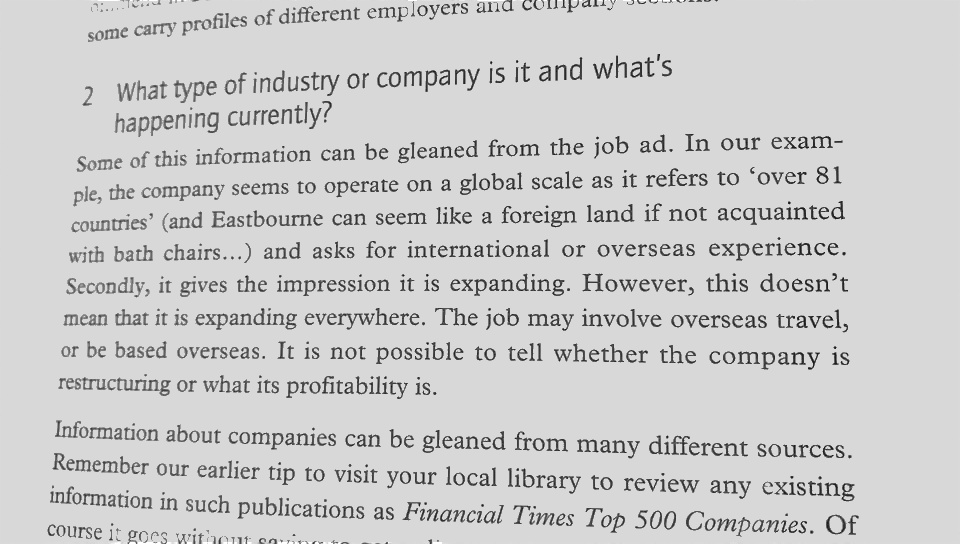 some carry profiles of different employers and company sections.
2 What type of industry or company is it and what's
happening currently?
Some of this information can be gleaned from the job ad. In our exam-
ple, the company seems to operate on a global scale as it refers to ‘over 81
countries’ (and Eastbourne can seem like a foreign land if not acquainted
with bath chairs...) and asks for international or overseas experience.
Secondly, it gives the impression it is expanding. However, this doesn’t
mean that it is expanding everywhere. The job may involve overseas travel,
or be based overseas. It is not possible to tell whether the company is
restructuring or what its profitability is.
Information about companies can be gleaned from many different sources.
Remember our earlier tip to visit your local library to review any existing
information in such publications as Financial Times Top 500 Companies. Of
course it goes without saying to